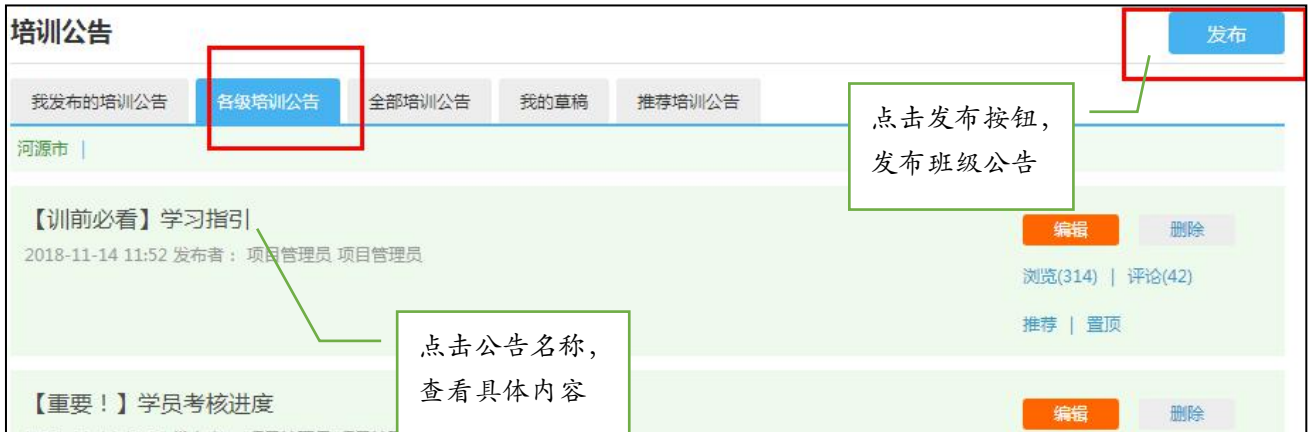 培训公告
发布
我发布的培训公告 各级培训公告 全部培训公告 我的草稿 推荐培训公告
点击发布按钮，
发布班级公告
河源市 |
【训前必看】学习指引
编辑 删除
2018-11-14 11:52 发布者： 项目管理员 项目管理员
浏览(314) | 评论(42)
推荐 | 置顶
点击公告名称，
查看具体内容
【重要！】学员考核进度
编辑 删除